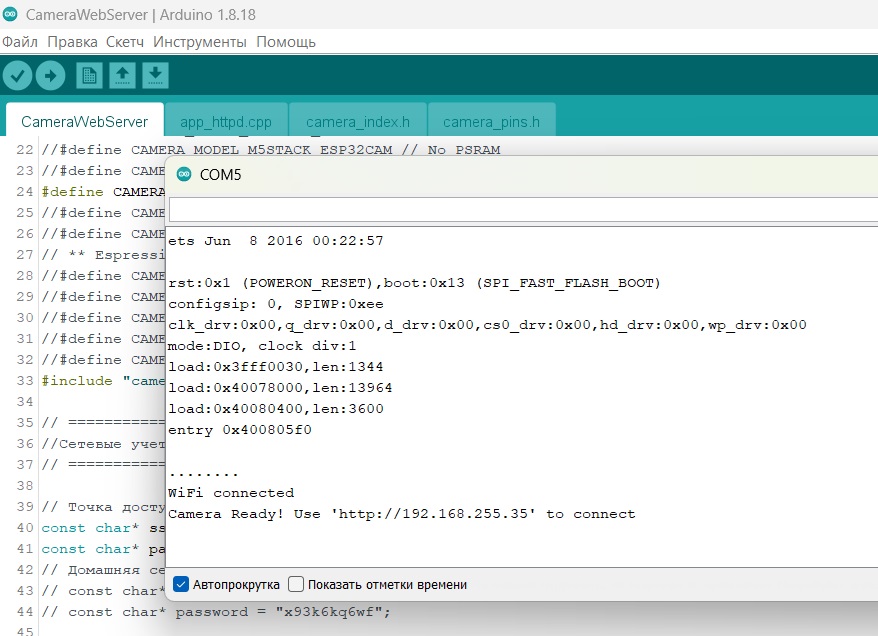 CameraWebServer | Arduino 1.8.18
Файл Правка Скетч Инструменты Помощь
CameraWebServer app_httpd.cpp camera_index.h camera_pins.h
22 //#define CAMERA_MODEL_M5STACK_ESP32CAM // No PSRAM
23 //#define CAME
24 #define CAMERA
25 //#define CAME
26 //#define CAME
27 // ** Espressi
28 //#define CAME
29 //#define CAME
30 //#define CAME
31 //#define CAME
32 //#define CAME
33 #include "came
34
35 // ===========
36 //Сетевые учет
37 // ===========
38
39 // Точка досту
40 const char* ss
41 const char* pa
42 // Домашняя се
43 // const char*
44 // const char* password = "x93k6kq6wf";
45
COM5
ets Jun  8 2016 00:22:57
rst:0x1 (POWERON_RESET),boot:0x13 (SPI_FAST_FLASH_BOOT)
configsip: 0, SPIWP:0xee
clk_drv:0x00,q_drv:0x00,d_drv:0x00,cs0_drv:0x00,hd_drv:0x00,wp_drv:0x00
mode:DIO, clock div:1
load:0x3fff0030,len:1344
load:0x40078000,len:13964
load:0x40080400,len:3600
entry 0x400805f0
........
WiFi connected
Camera Ready! Use 'http://192.168.255.35' to connect
Автопрокрутка Показать отметки времени